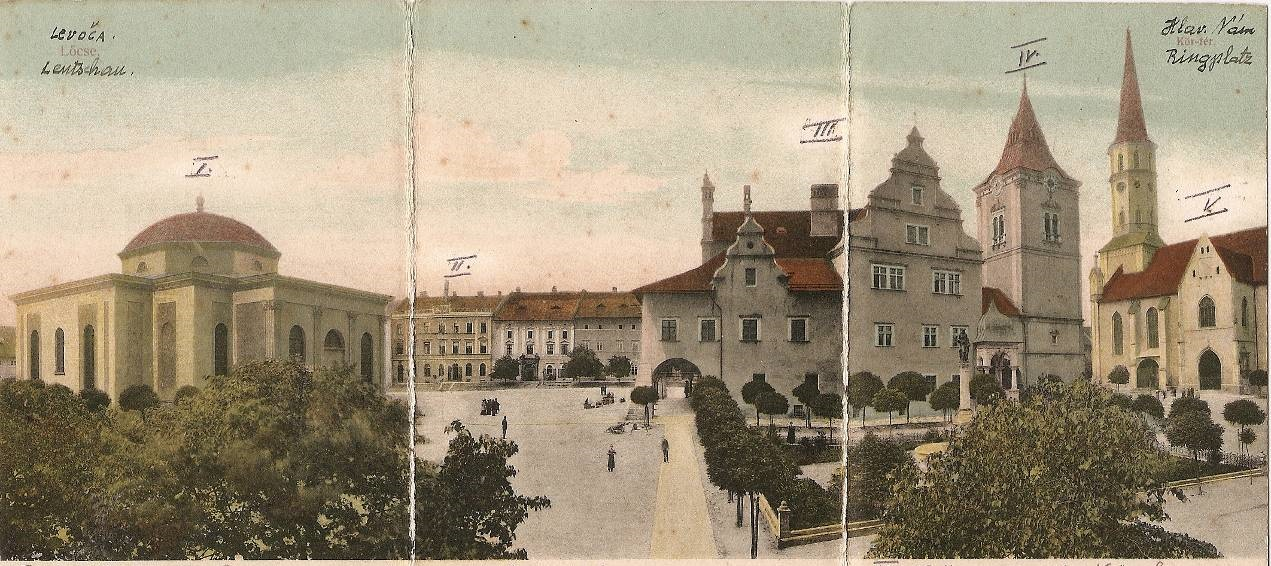 Levoča.
Lőcse,
Leutschau.
Hlav. Nám
Kör-tér.
Ringplatz
I.
II.
III.
IV.
V.